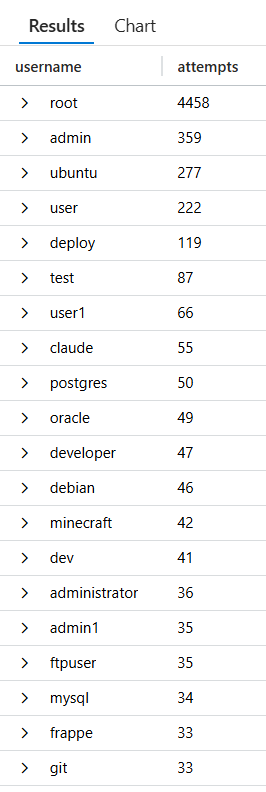 Results Chart
username attempts
root 4458
admin 359
ubuntu 277
user 222
deploy 119
test 87
user1 66
claude 55
postgres 50
oracle 49
developer 47
debian 46
minecraft 42
dev 41
administrator 36
admin1 35
ftpuser 35
mysql 34
frappe 33
git 33